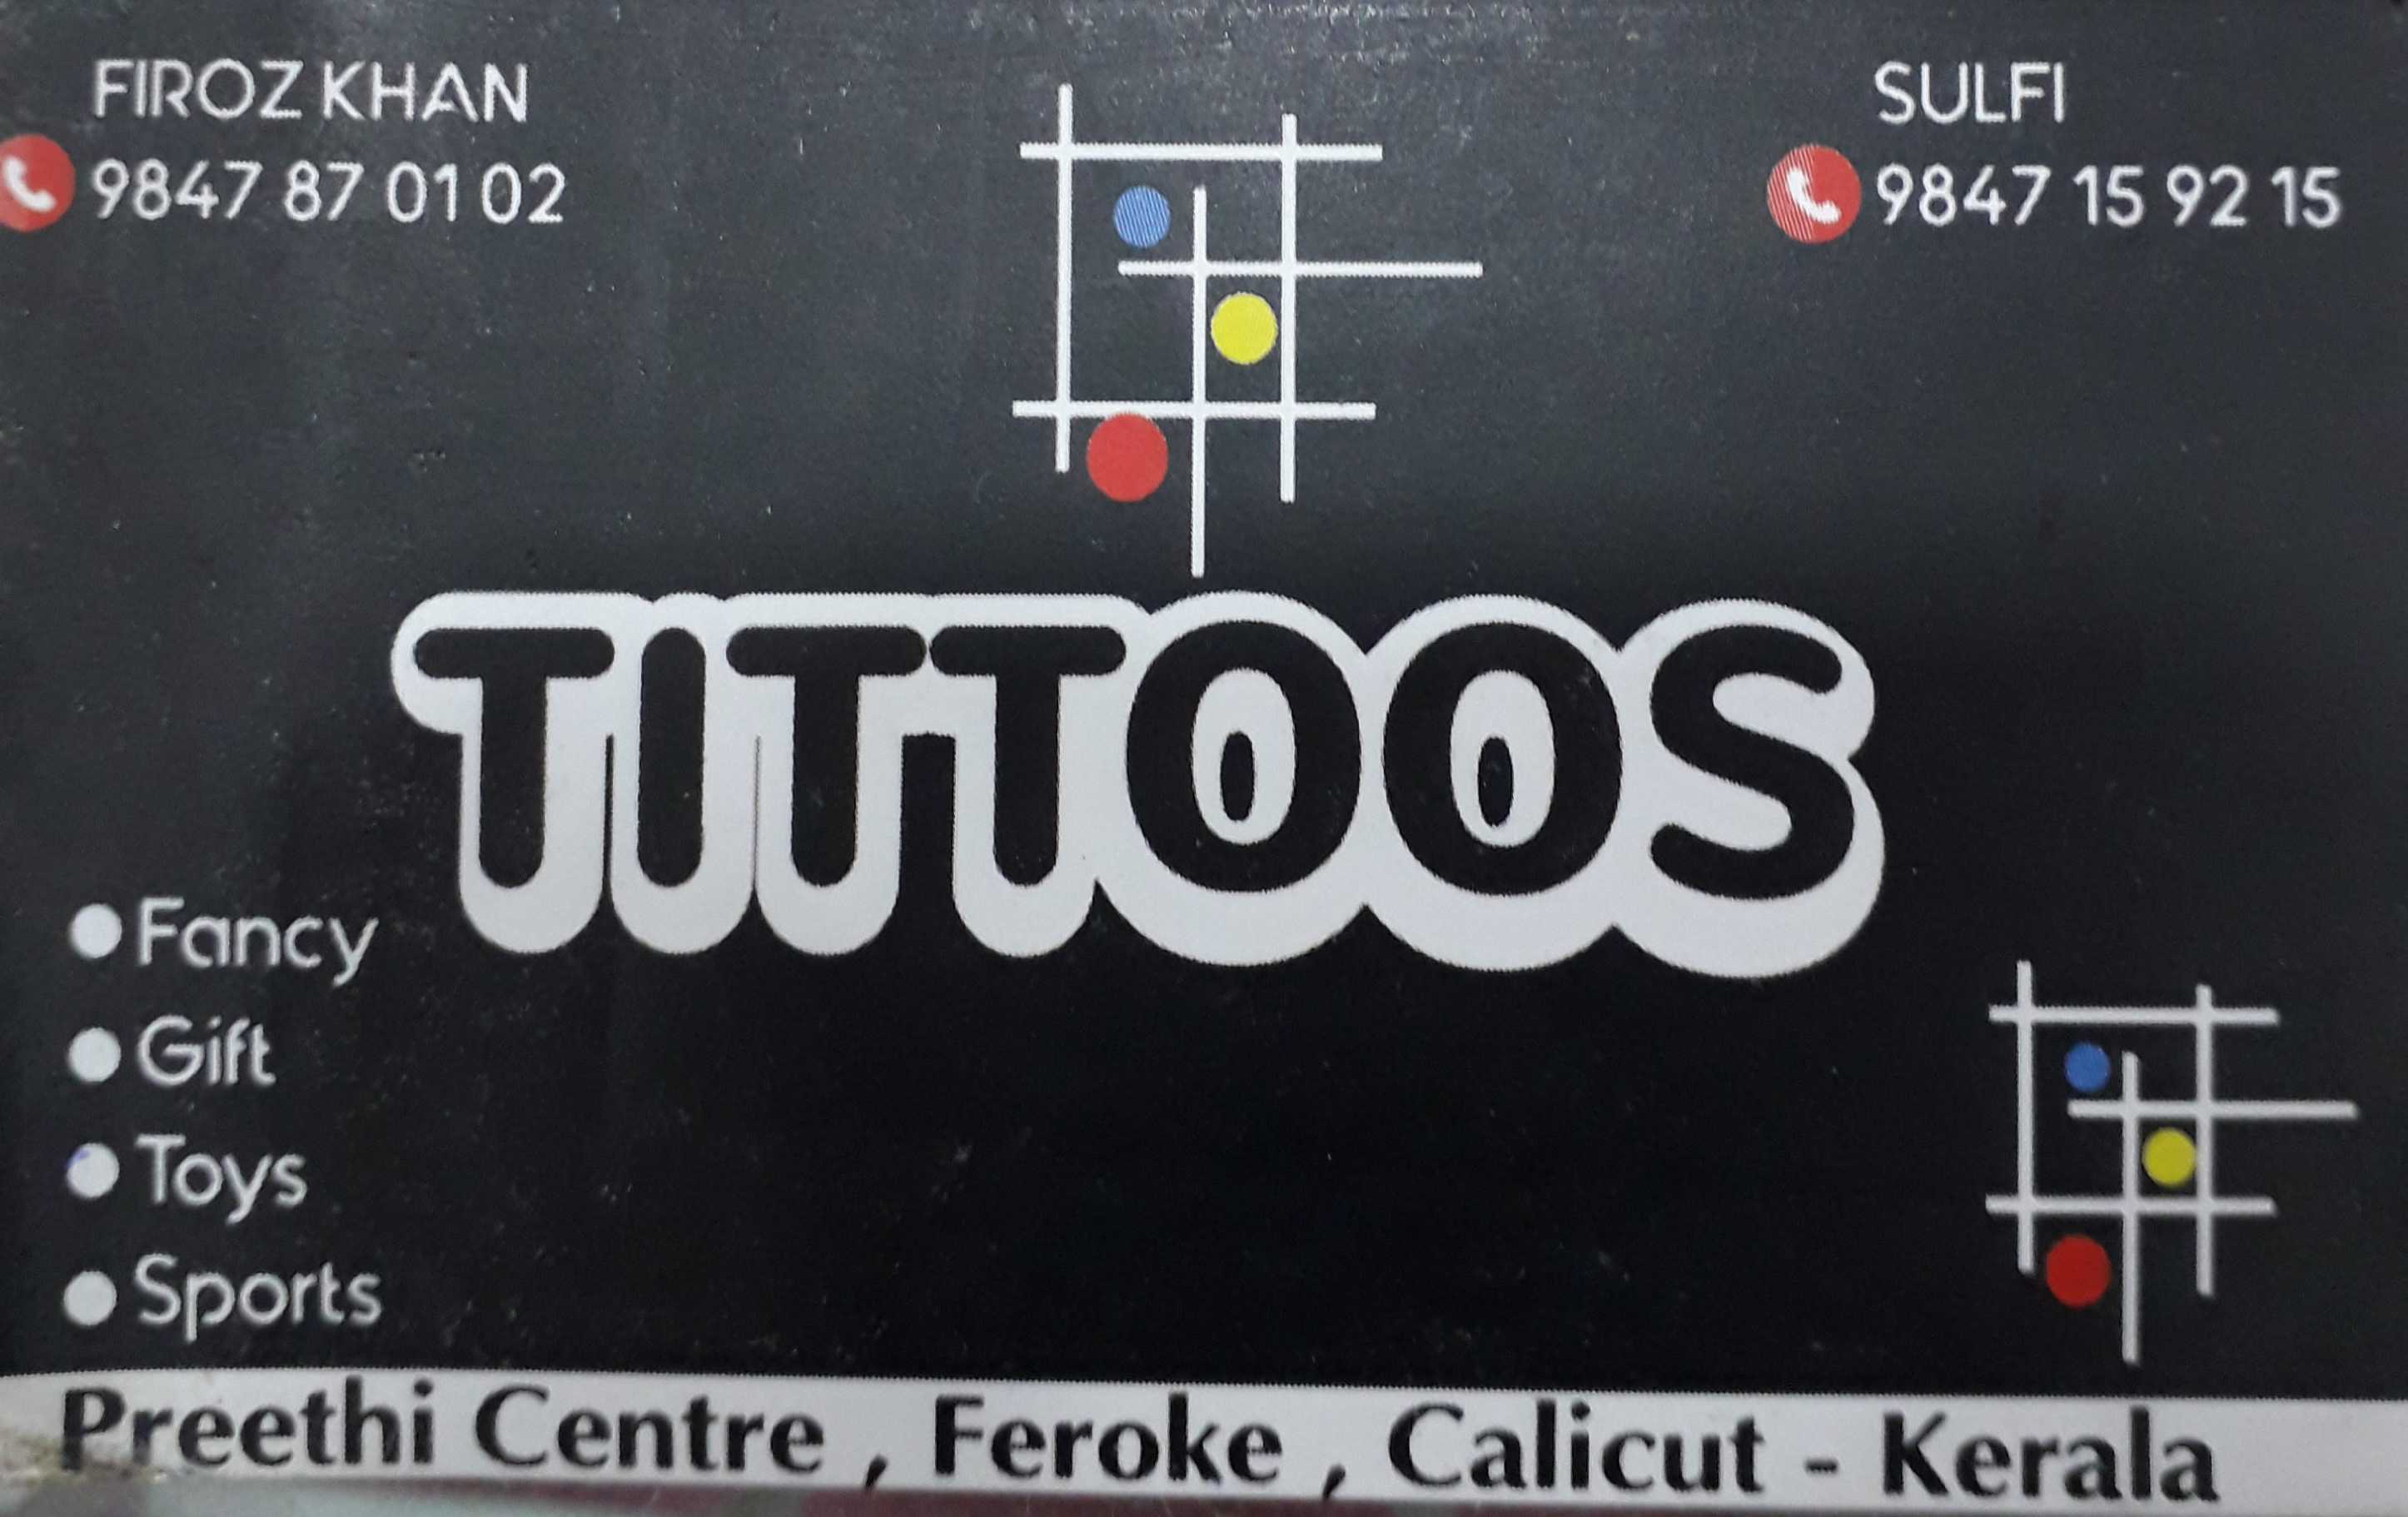 FIROZ KHAN
9847 87 01 02
SULFI
9847 15 92 15
TITTOOS
Fancy
Gift
Toys
Sports
Preethi Centre , Feroke , Calicut - Kerala